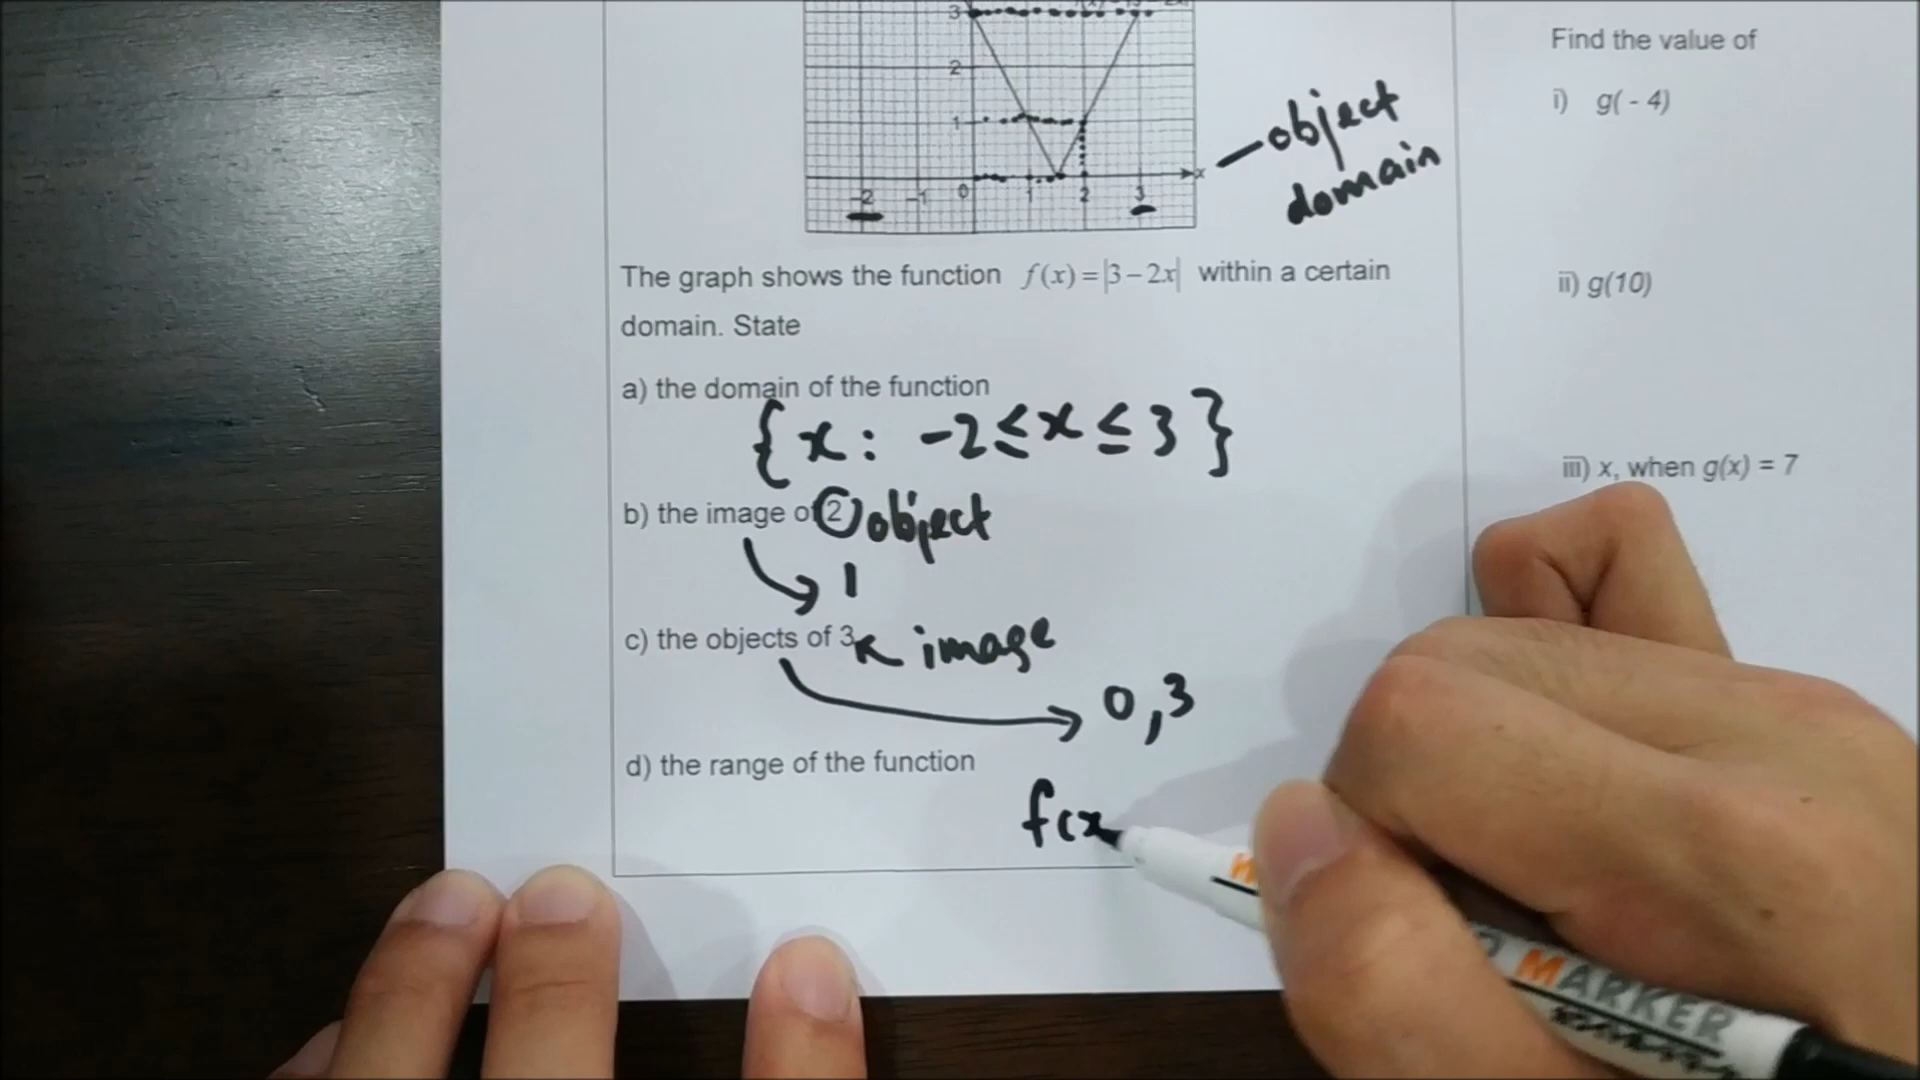 3
2
1
-2 -1 0 1 2 3 x
object
domain
The graph shows the function f(x)=|3-2x| within a certain
domain. State
a) the domain of the function
{x: -2≤x≤3}
b) the image of 2 object
1
c) the objects of 3 image
0,3
d) the range of the function
f(x
Find the value of
i) g( - 4)
ii) g(10)
iii) x, when g(x) = 7
MARKER